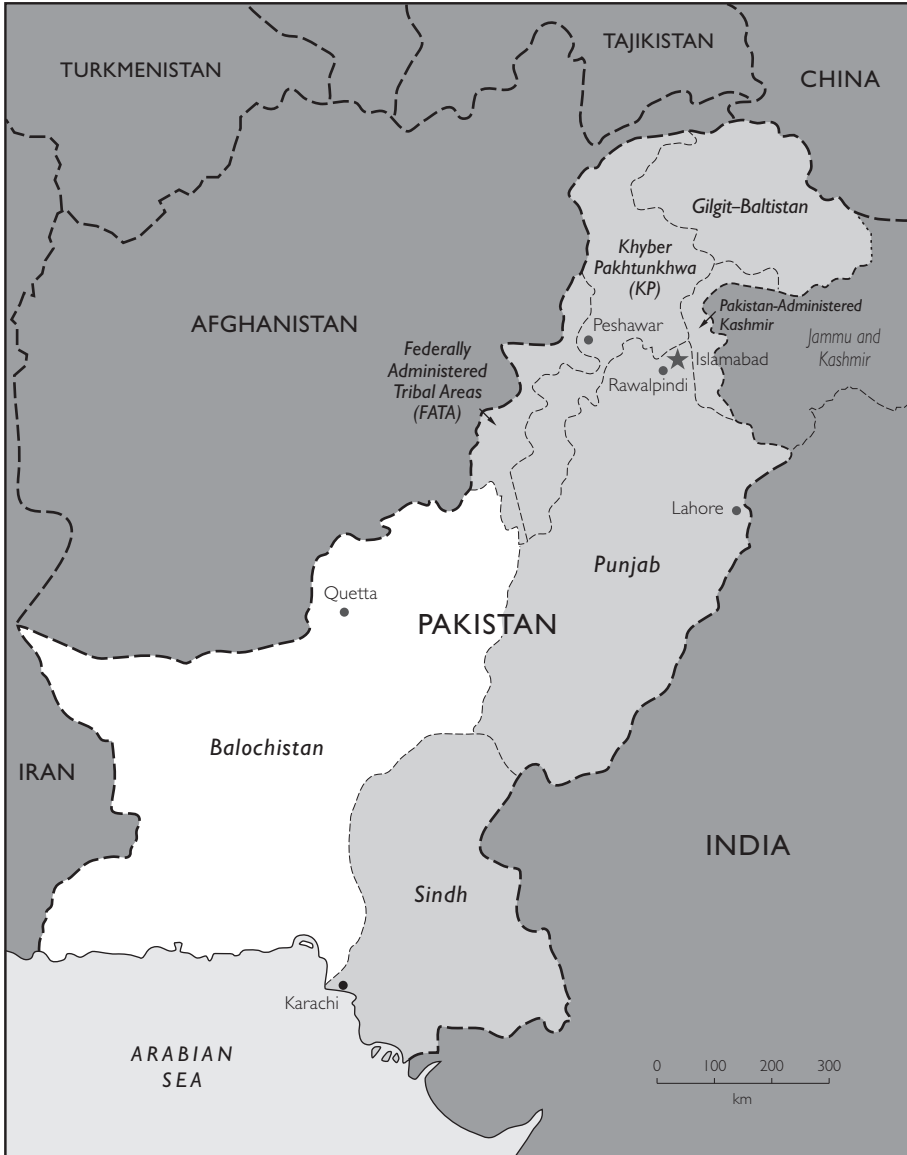 TURKMENISTAN
TAJIKISTAN
CHINA
Gilgit–Baltistan
Khyber
Pakhtunkhwa
(KP)
Pakistan-Administered
Kashmir
Jammu and
Kashmir
AFGHANISTAN
Peshawar
Federally
Administered
Tribal Areas
(FATA)
Islamabad
Rawalpindi
Lahore
Punjab
Quetta
PAKISTAN
Balochistan
IRAN
INDIA
Sindh
Karachi
ARABIAN
SEA
0 100 200 300
km